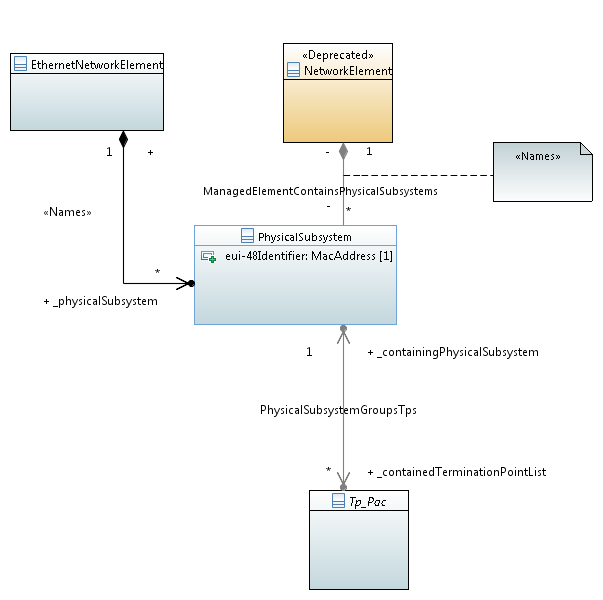 EthernetNetworkElement
«Deprecated»
NetworkElement
1
+
-
1
«Names»
ManagedElementContainsPhysicalSubsystems
-
*
«Names»
PhysicalSubsystem
eui-48Identifier: MacAddress [1]
*
+ _physicalSubsystem
1
+ _containingPhysicalSubsystem
PhysicalSubsystemGroupsTps
*
+ _containedTerminationPointList
Tp_Pac